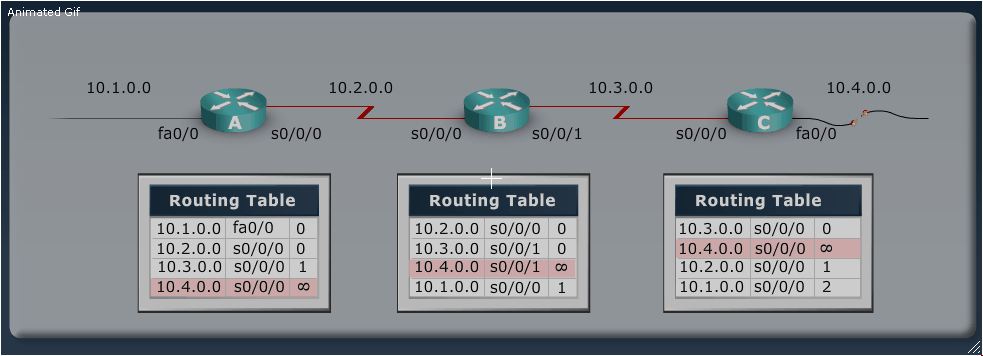 Animated Gif
10.1.0.0 10.2.0.0 10.3.0.0 10.4.0.0
A B C
fa0/0 s0/0/0 s0/0/0 s0/0/1 s0/0/0 fa0/0
Routing Table
10.1.0.0 fa0/0 0
10.2.0.0 s0/0/0 0
10.3.0.0 s0/0/0 1
10.4.0.0 s0/0/0 ∞
Routing Table
10.2.0.0 s0/0/0 0
10.3.0.0 s0/0/1 0
10.4.0.0 s0/0/1 ∞
10.1.0.0 s0/0/0 1
Routing Table
10.3.0.0 s0/0/0 0
10.4.0.0 s0/0/0 ∞
10.2.0.0 s0/0/0 1
10.1.0.0 s0/0/0 2